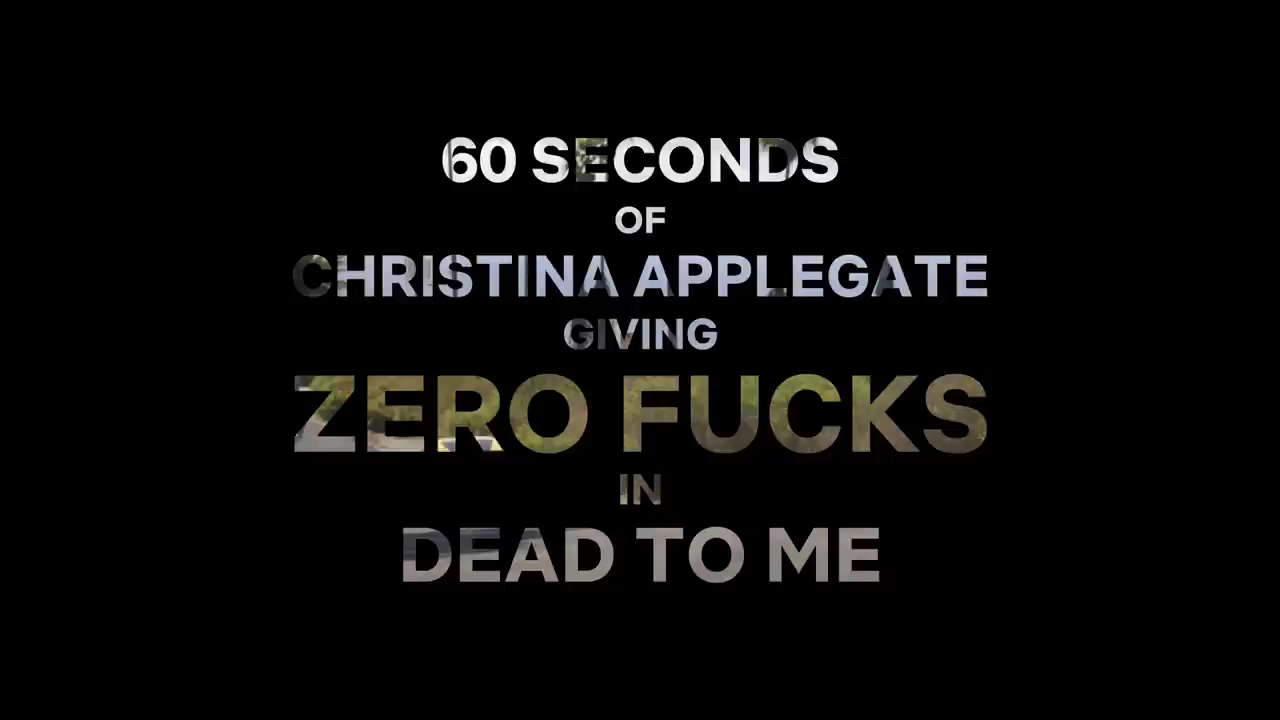 60 SECONDS
OF
CHRISTINA APPLEGATE
GIVING
ZERO FUCKS
IN
DEAD TO ME